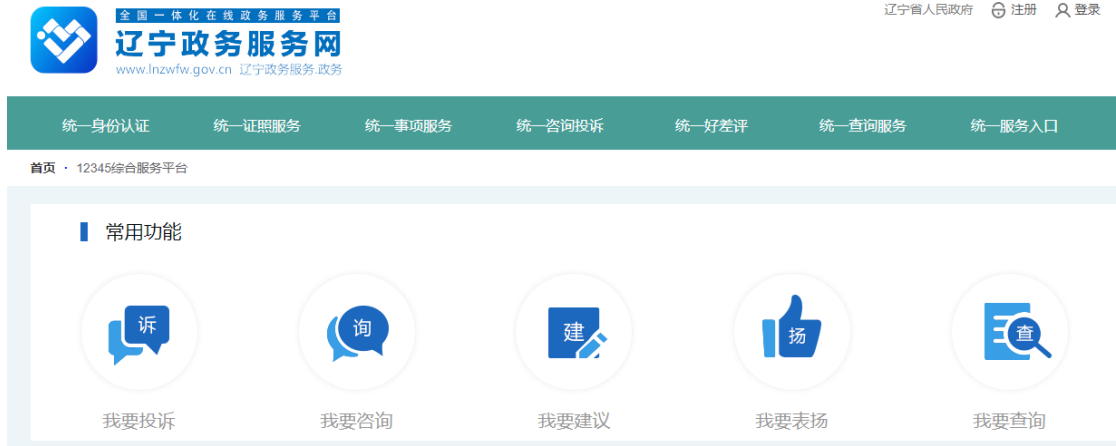 全国一体化在线政务服务平台
辽宁政务服务网
www.lnzwfw.gov.cn 辽宁政务服务.政务
辽宁省人民政府 注册 登录
统一身份认证 统一证照服务 统一事项服务 统一咨询投诉 统一好差评 统一查询服务 统一服务入口
首页 · 12345综合服务平台
常用功能
诉 询 建 扬 查
我要投诉 我要咨询 我要建议 我要表扬 我要查询